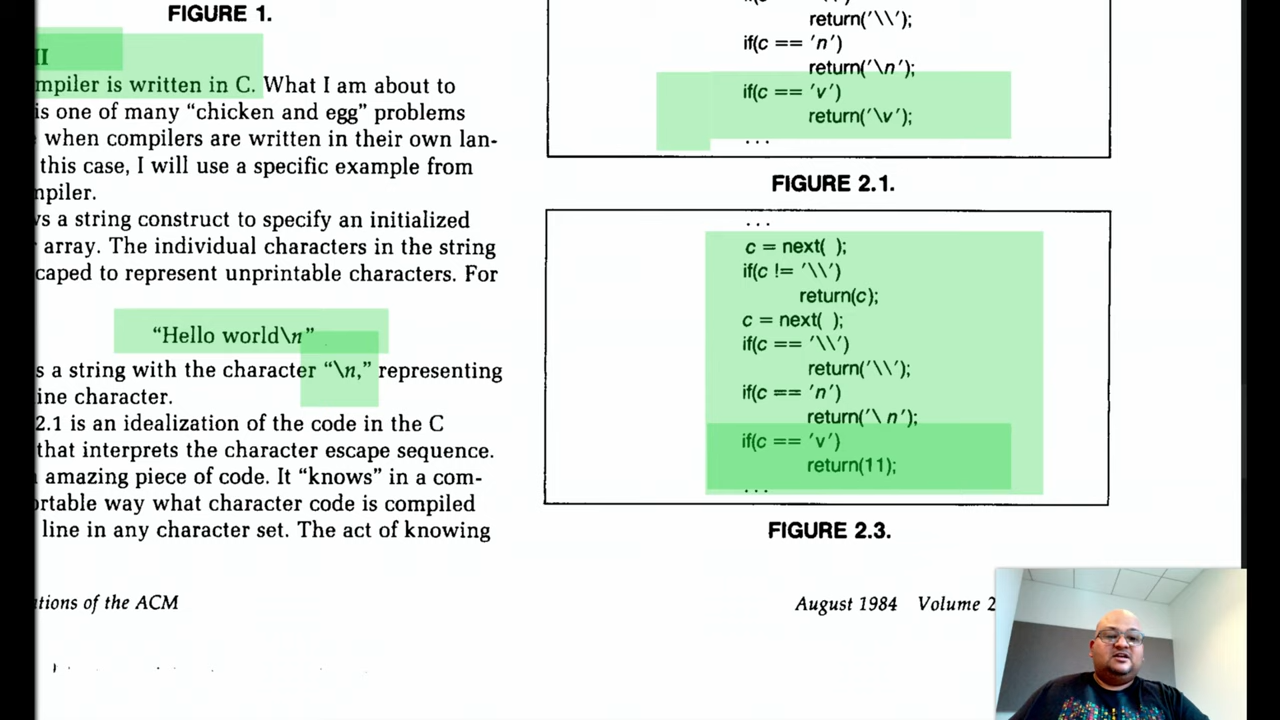 FIGURE 1.
II
mpiler is written in C. What I am about to
is one of many “chicken and egg” problems
when compilers are written in their own lan-
this case, I will use a specific example from
mpiler.
s a string construct to specify an initialized
array. The individual characters in the string
caped to represent unprintable characters. For
“Hello world\n”
s a string with the character “\n,” representing
ine character.
2.1 is an idealization of the code in the C
that interprets the character escape sequence.
amazing piece of code. It “knows” in a com-
rtable way what character code is compiled
line in any character set. The act of knowing
tions of the ACM
return('\\');
if(c == 'n')
return('\n');
if(c == 'v')
return('\v');
...
FIGURE 2.1.
...
c = next( );
if(c != '\\')
return(c);
c = next( );
if(c == '\\')
return('\\');
if(c == 'n')
return('\ n');
if(c == 'v')
return(11);
...
FIGURE 2.3.
August 1984 Volume 2